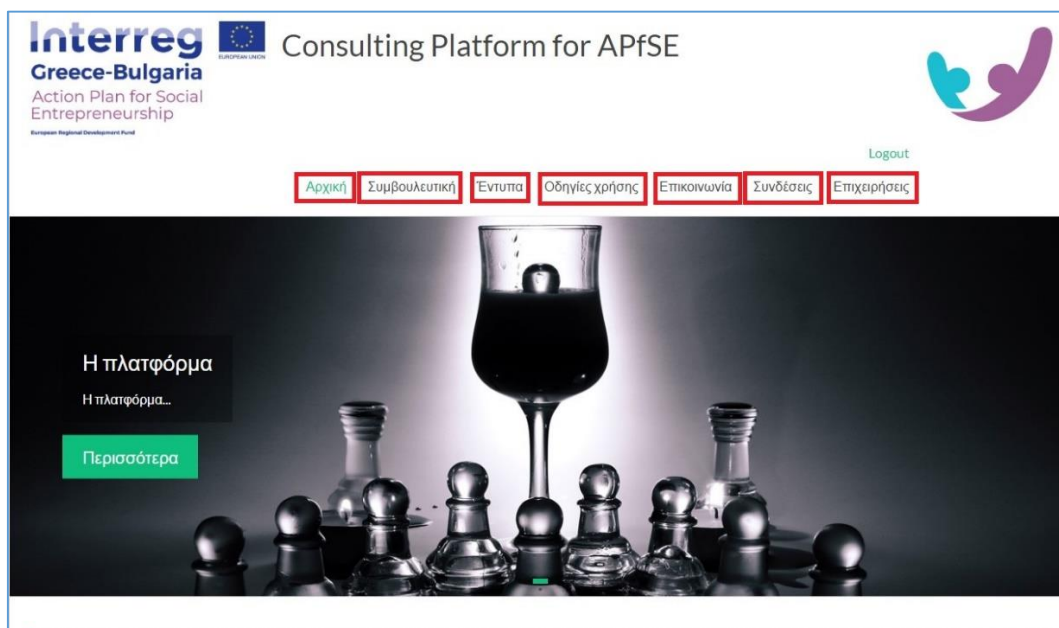 Interreg
EUROPEAN UNION
Greece-Bulgaria
Action Plan for Social
Entrepreneurship
European Regional Development Fund
Consulting Platform for APfSE
Logout
Αρχική Συμβουλευτική Έντυπα Οδηγίες χρήσης Επικοινωνία Συνδέσεις Επιχειρήσεις
Η πλατφόρμα
Η πλατφόρμα...
Περισσότερα